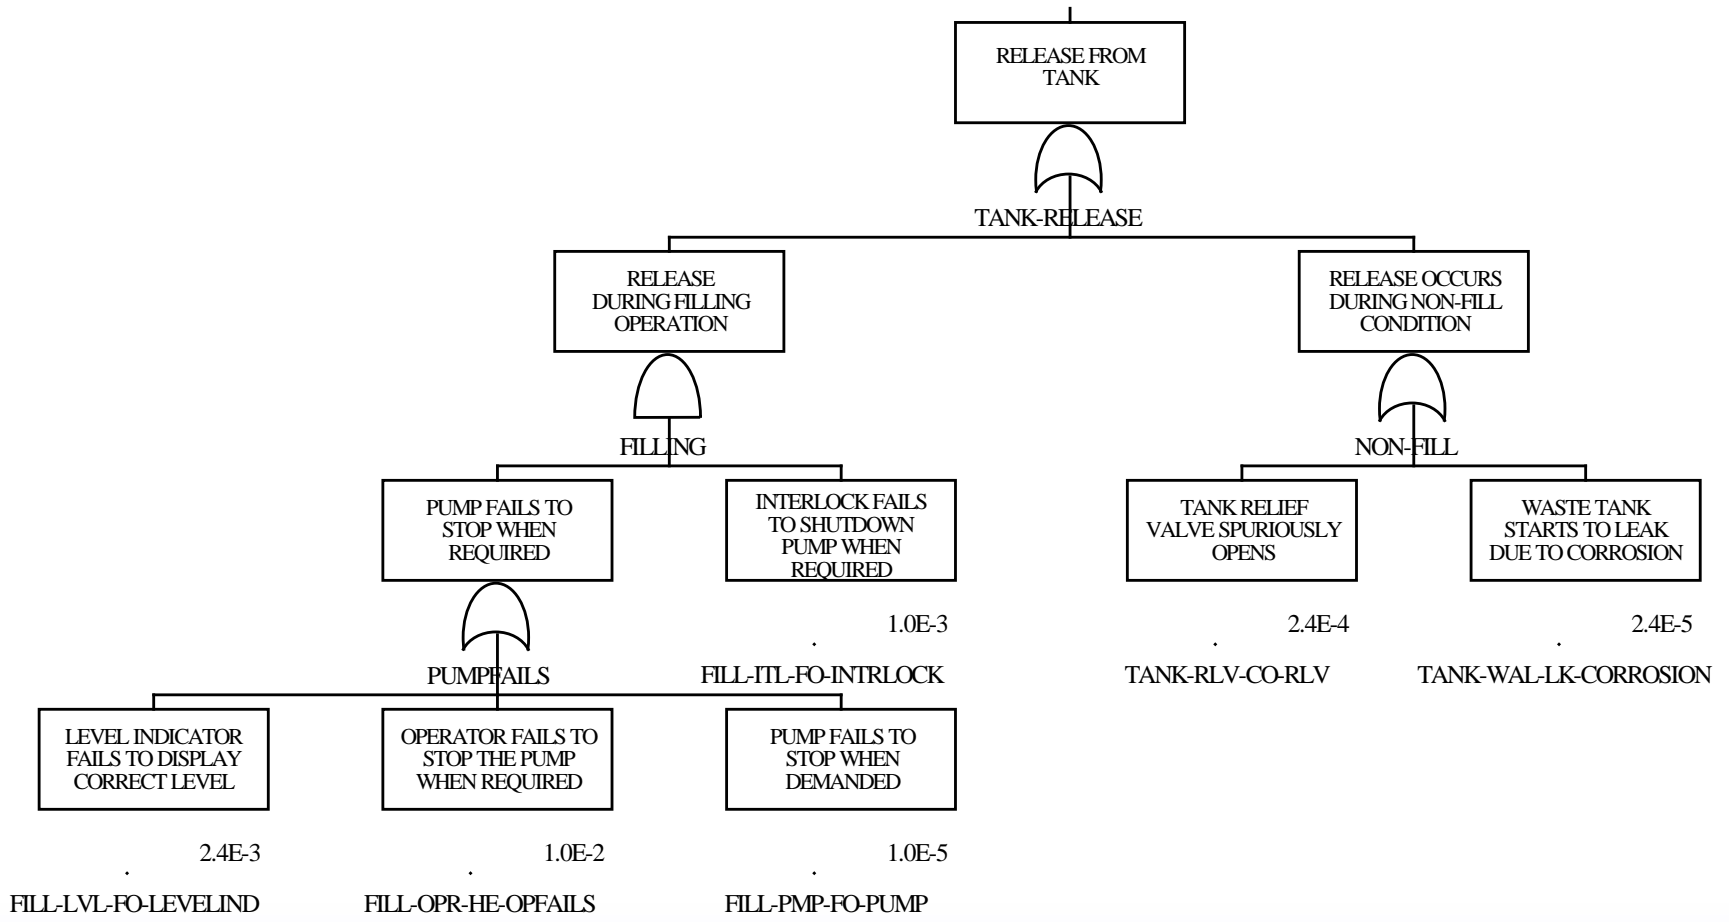 RELEASE FROM
TANK
TANK-RELEASE
RELEASE
DURING FILLING
OPERATION
RELEASE OCCURS
DURING NON-FILL
CONDITION
FILLING
NON-FILL
PUMP FAILS TO
STOP WHEN
REQUIRED
INTERLOCK FAILS
TO SHUTDOWN
PUMP WHEN
REQUIRED
TANK RELIEF
VALVE SPURIOUSLY
OPENS
WASTE TANK
STARTS TO LEAK
DUE TO CORROSION
1.0E-3
2.4E-4
2.4E-5
PUMPFAILS
FILL-ITL-FO-INTRLOCK
TANK-RLV-CO-RLV
TANK-WAL-LK-CORROSION
LEVEL INDICATOR
FAILS TO DISPLAY
CORRECT LEVEL
OPERATOR FAILS TO
STOP THE PUMP
WHEN REQUIRED
PUMP FAILS TO
STOP WHEN
DEMANDED
2.4E-3
1.0E-2
1.0E-5
FILL-LVL-FO-LEVELIND
FILL-OPR-HE-OPFAILS
FILL-PMP-FO-PUMP